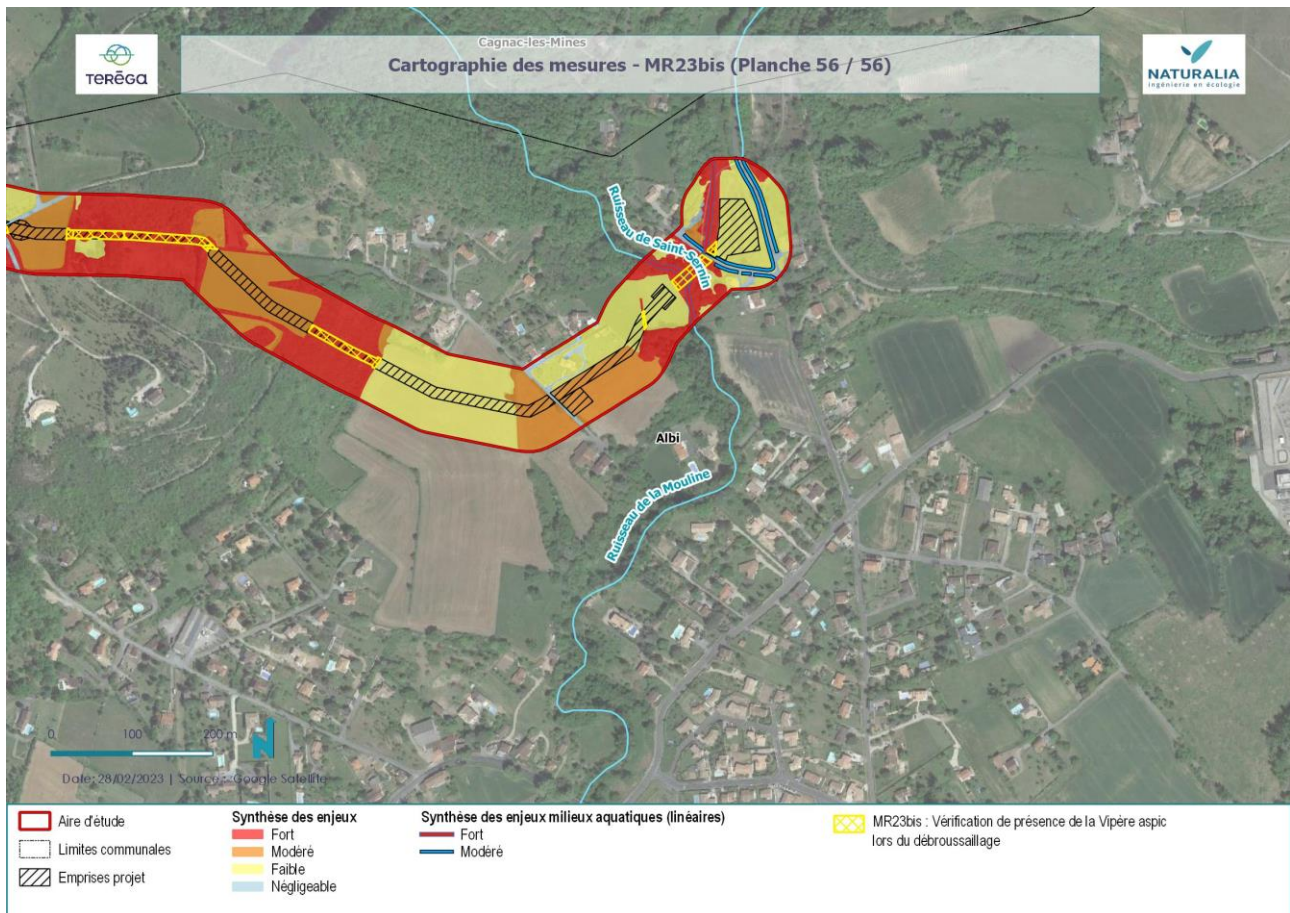 Cagnac-les-Mines
Cartographie des mesures - MR23bis (Planche 56 / 56)
TERĒGA
NATURALIA
ingénierie en écologie
Ruisseau de Saint-Sernin
Albi
Ruisseau de la Mouline
0 100 200 m
N
Date: 28/02/2023 | Source : Google Satellite
Aire d'étude
Limites communales
Emprises projet
Synthèse des enjeux
Fort
Modéré
Faible
Négligeable
Synthèse des enjeux milieux aquatiques (linéaires)
Fort
Modéré
MR23bis : Vérification de présence de la Vipère aspic
lors du débroussaillage